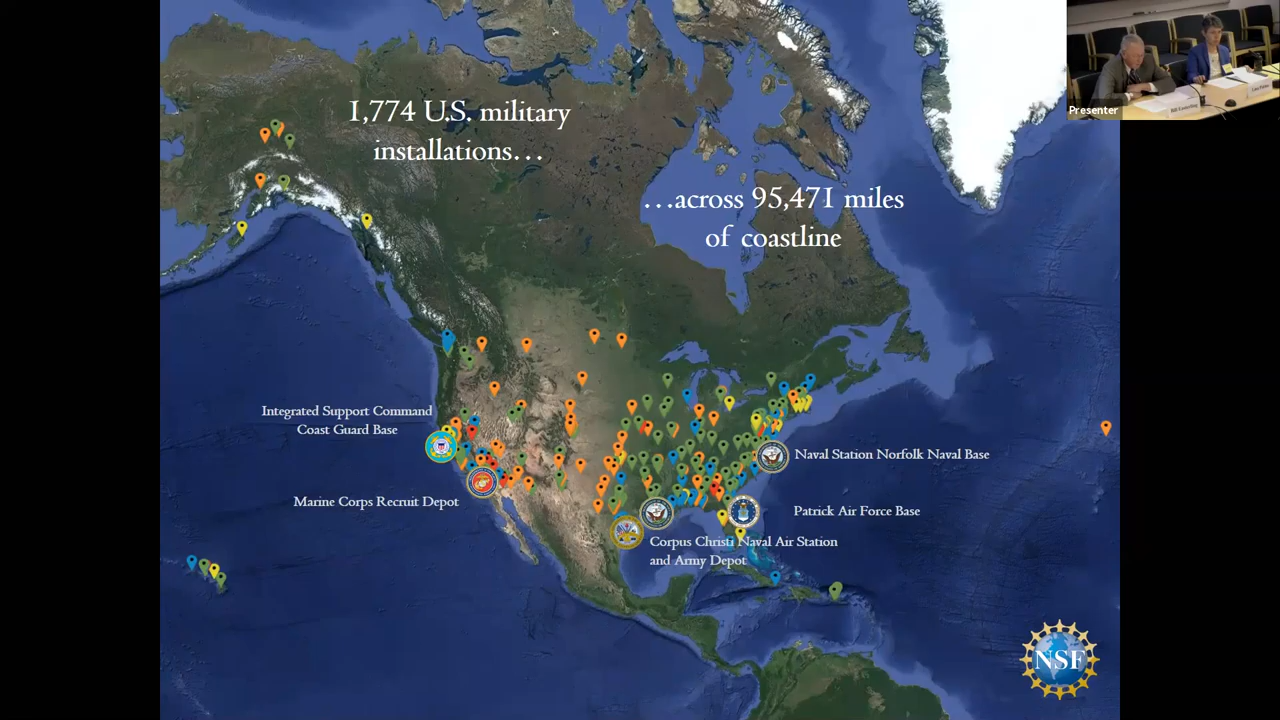 1,774 U.S. military
installations…
…across 95,471 miles
of coastline
Presenter
Integrated Support Command
Coast Guard Base
Marine Corps Recruit Depot
Naval Station Norfolk Naval Base
Patrick Air Force Base
Corpus Christi Naval Air Station
and Army Depot
NSF